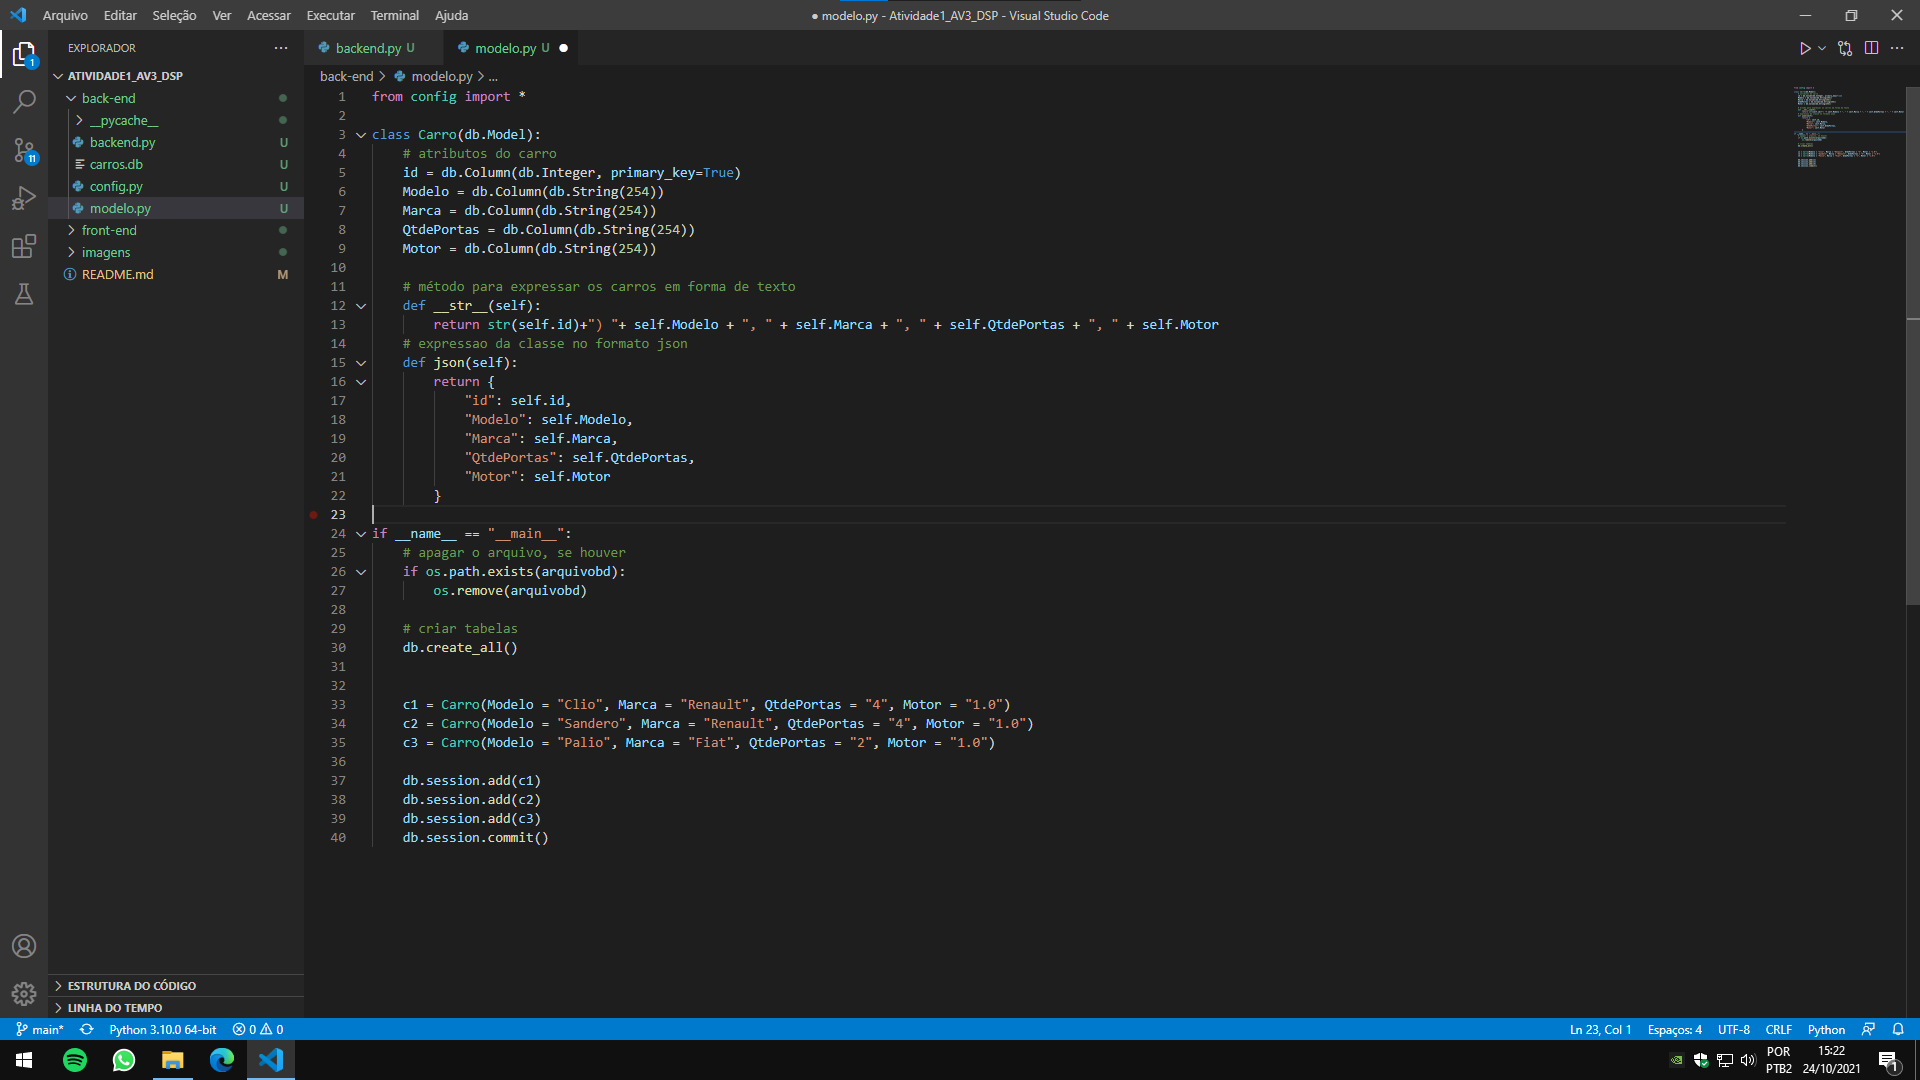 Arquivo Editar Seleção Ver Acessar Executar Terminal Ajuda
● modelo.py - Atividade1_AV3_DSP - Visual Studio Code
EXPLORADOR
ATIVIDADE1_AV3_DSP
back-end
__pycache__
backend.py U
carros.db U
config.py U
modelo.py U
front-end
imagens
README.md M
ESTRUTURA DO CÓDIGO
LINHA DO TEMPO
1
11
backend.py U
modelo.py U
back-end > modelo.py > ...
1 from config import *
2
3 class Carro(db.Model):
4 # atributos do carro
5 id = db.Column(db.Integer, primary_key=True)
6 Modelo = db.Column(db.String(254))
7 Marca = db.Column(db.String(254))
8 QtdePortas = db.Column(db.String(254))
9 Motor = db.Column(db.String(254))
10
11 # método para expressar os carros em forma de texto
12 def __str__(self):
13 return str(self.id)+") "+ self.Modelo + ", " + self.Marca + ", " + self.QtdePortas + ", " + self.Motor
14 # expressao da classe no formato json
15 def json(self):
16 return {
17 "id": self.id,
18 "Modelo": self.Modelo,
19 "Marca": self.Marca,
20 "QtdePortas": self.QtdePortas,
21 "Motor": self.Motor
22 }
23
24 if __name__ == "__main__":
25 # apagar o arquivo, se houver
26 if os.path.exists(arquivobd):
27 os.remove(arquivobd)
28
29 # criar tabelas
30 db.create_all()
31
32
33 c1 = Carro(Modelo = "Clio", Marca = "Renault", QtdePortas = "4", Motor = "1.0")
34 c2 = Carro(Modelo = "Sandero", Marca = "Renault", QtdePortas = "4", Motor = "1.0")
35 c3 = Carro(Modelo = "Palio", Marca = "Fiat", QtdePortas = "2", Motor = "1.0")
36
37 db.session.add(c1)
38 db.session.add(c2)
39 db.session.add(c3)
40 db.session.commit()
main* Python 3.10.0 64-bit 0 0
Ln 23, Col 1 Espaços: 4 UTF-8 CRLF Python
POR
PTB2
15:22
24/10/2021
1